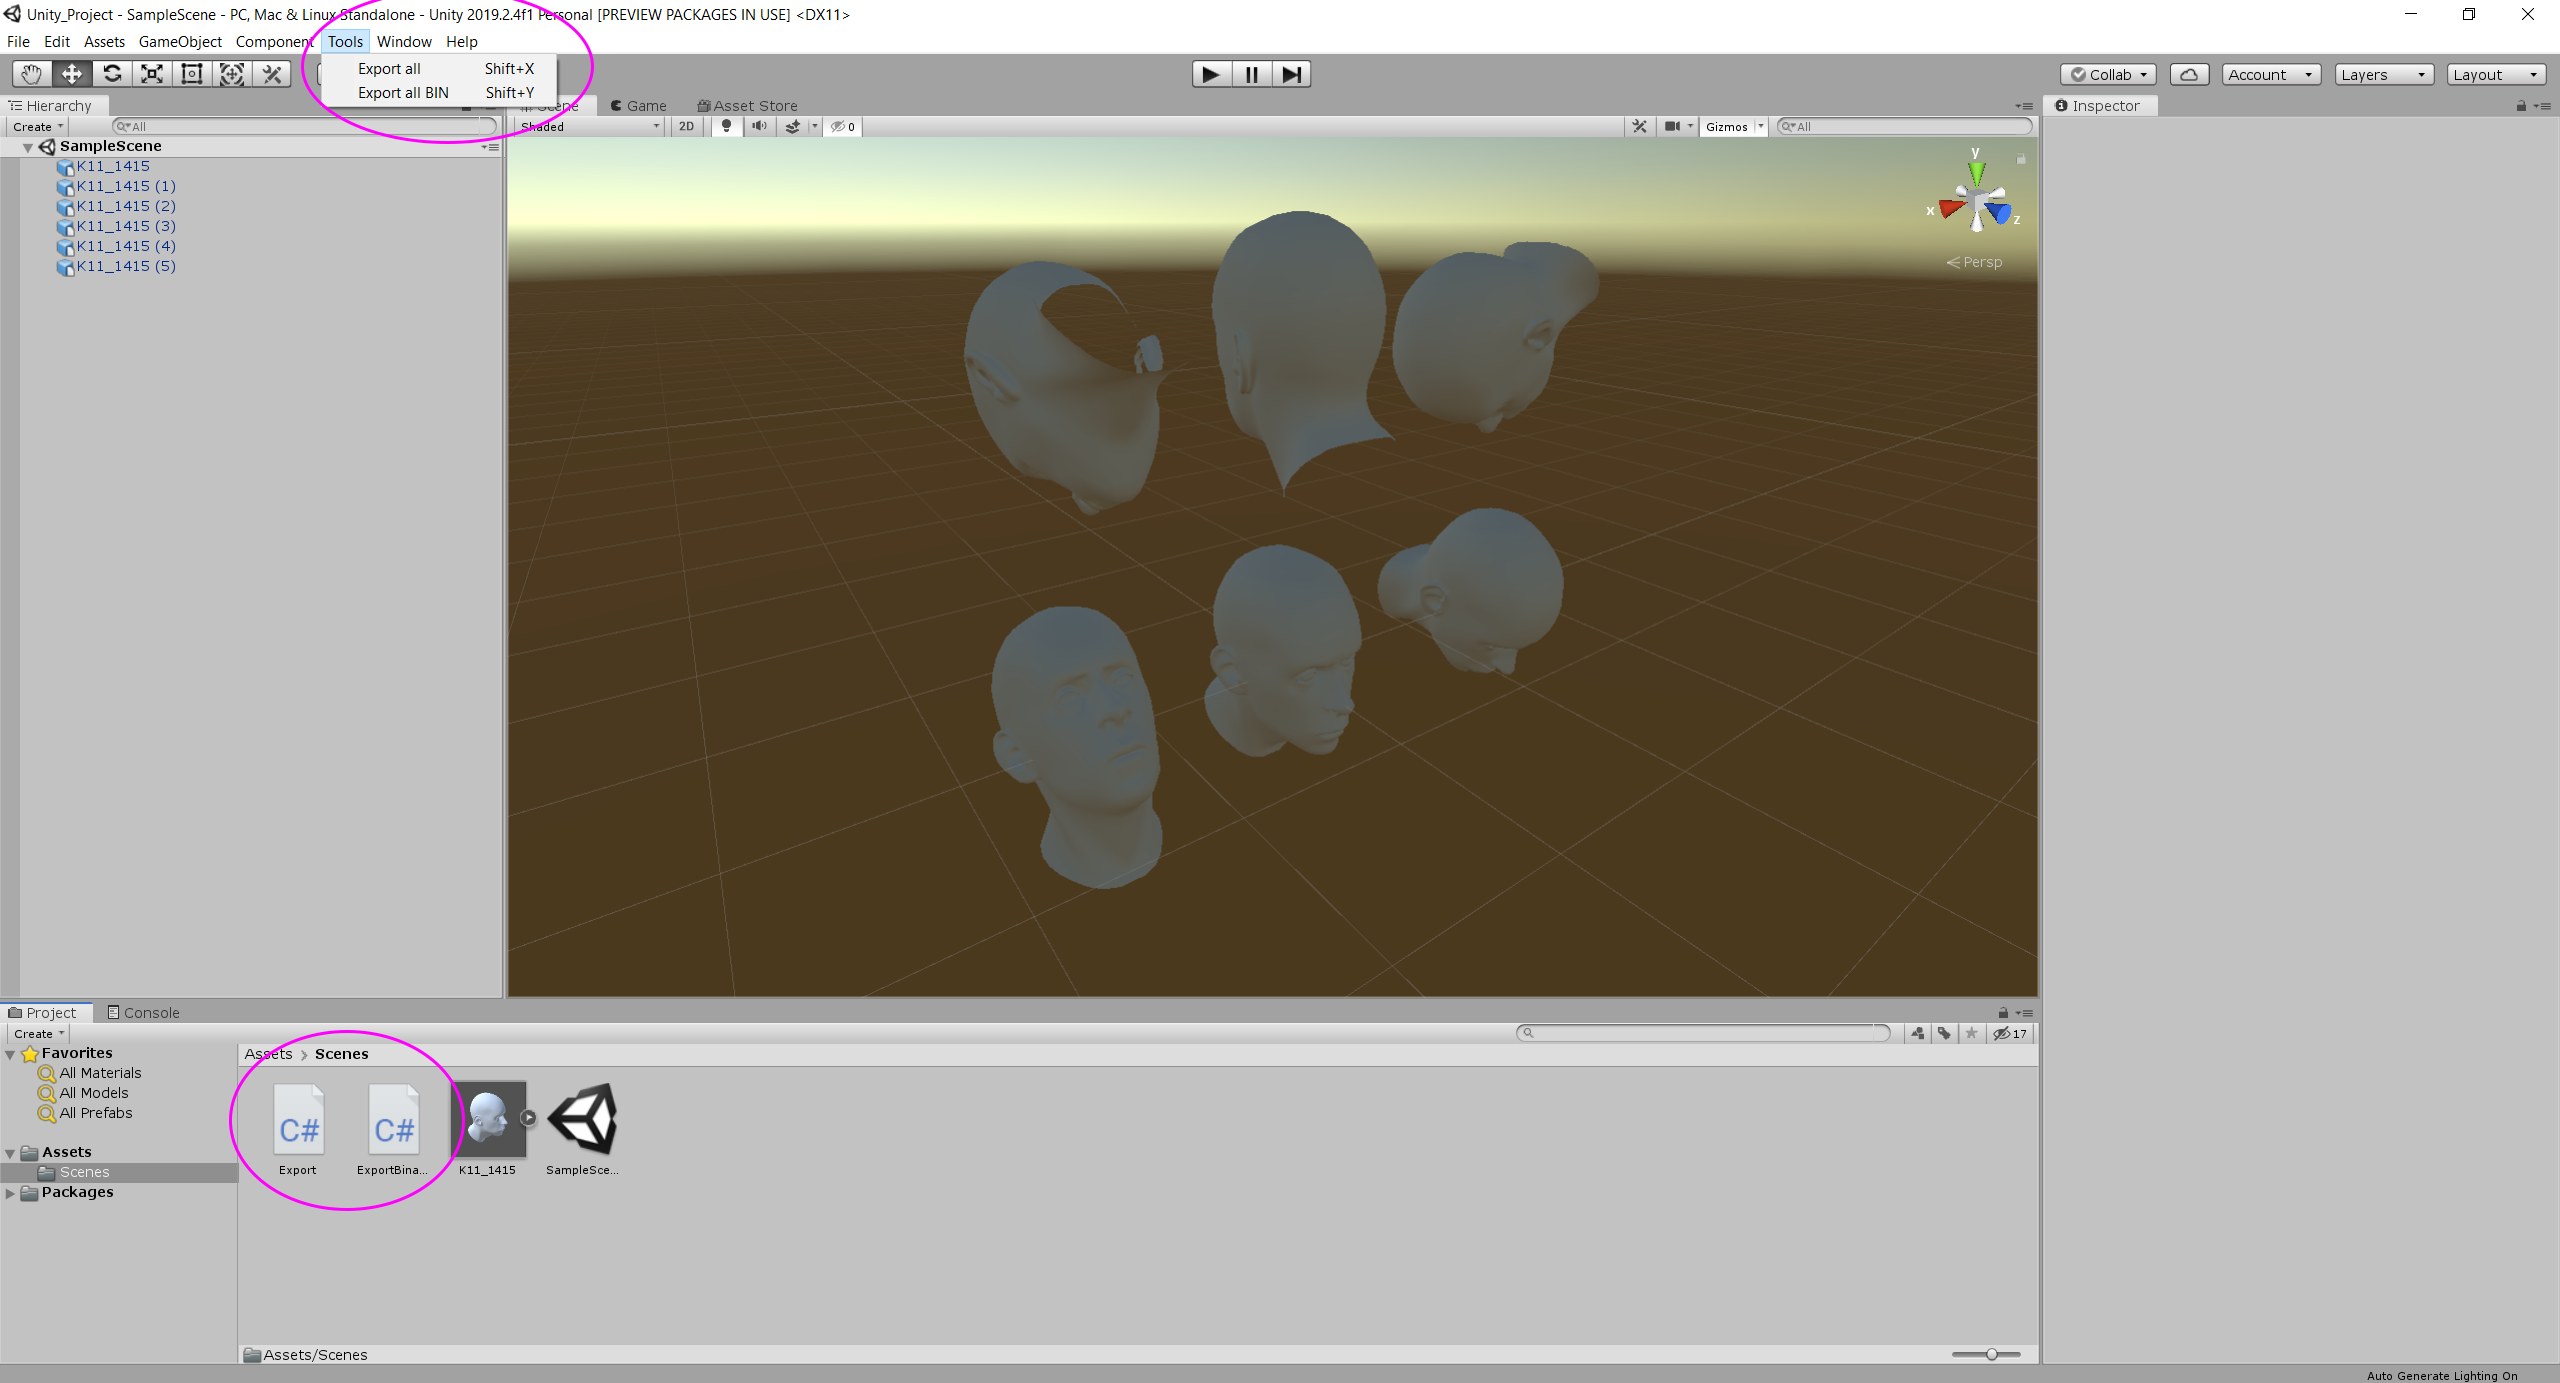 Unity_Project - SampleScene - PC, Mac & Linux Standalone - Unity 2019.2.4f1 Personal [PREVIEW PACKAGES IN USE] <DX11>
File Edit Assets GameObject Component Tools Window Help
Export all Shift+X
Export all BIN Shift+Y
Collab Account Layers Layout
Hierarchy
Scene Game Asset Store
Inspector
Create All
Shaded 2D 0 Gizmos All
SampleScene
K11_1415
K11_1415 (1)
K11_1415 (2)
K11_1415 (3)
K11_1415 (4)
K11_1415 (5)
y
x
z
Persp
Project Console
Create
17
Favorites
All Materials
All Models
All Prefabs
Assets
Scenes
Packages
Assets > Scenes
C# C#
Export ExportBina... K11_1415 SampleSce...
Assets/Scenes
Auto Generate Lighting On